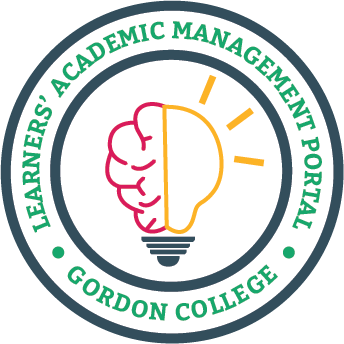 LEARNERS' ACADEMIC MANAGEMENT PORTAL
GORDON COLLEGE